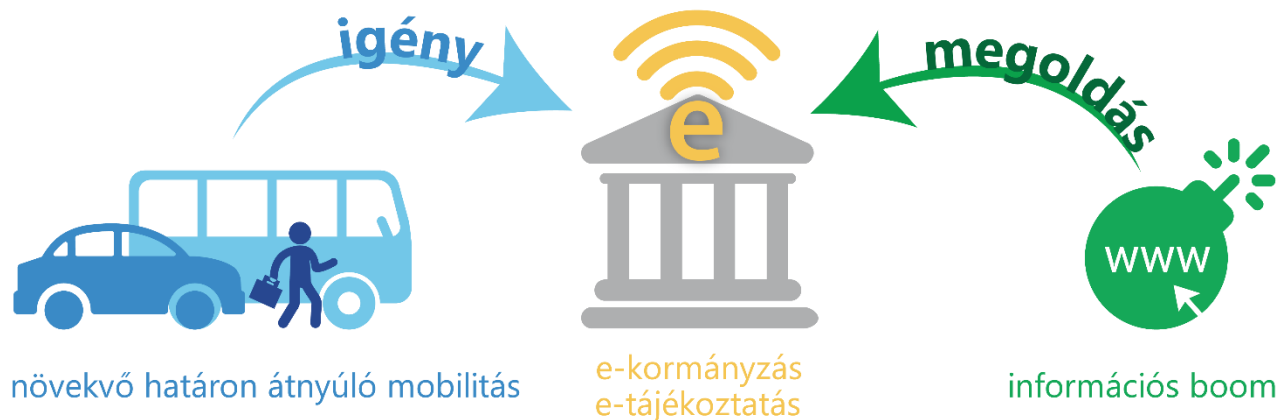 igény
megoldás
e
www
növekvő határon átnyúló mobilitás
e-kormányzás
e-tájékoztatás
információs boom